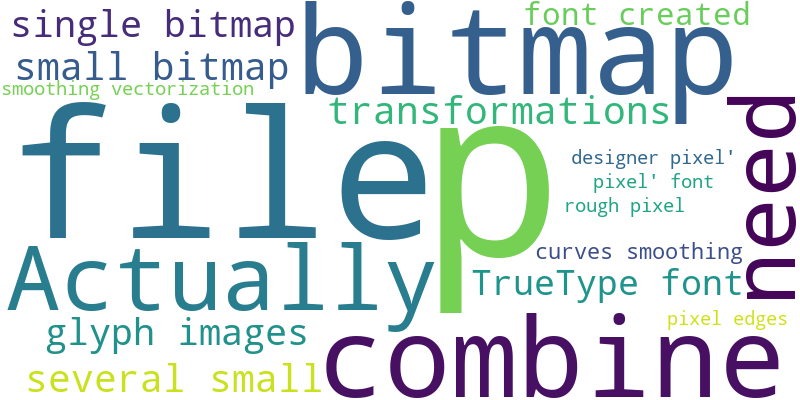 single bitmap
bitmap
font created
small bitmap
smoothing vectorization
transformations
file
p
need
designer pixel'
pixel' font
rough pixel
Actually
curves smoothing
TrueType font
glyph images
pixel edges
combine
several small